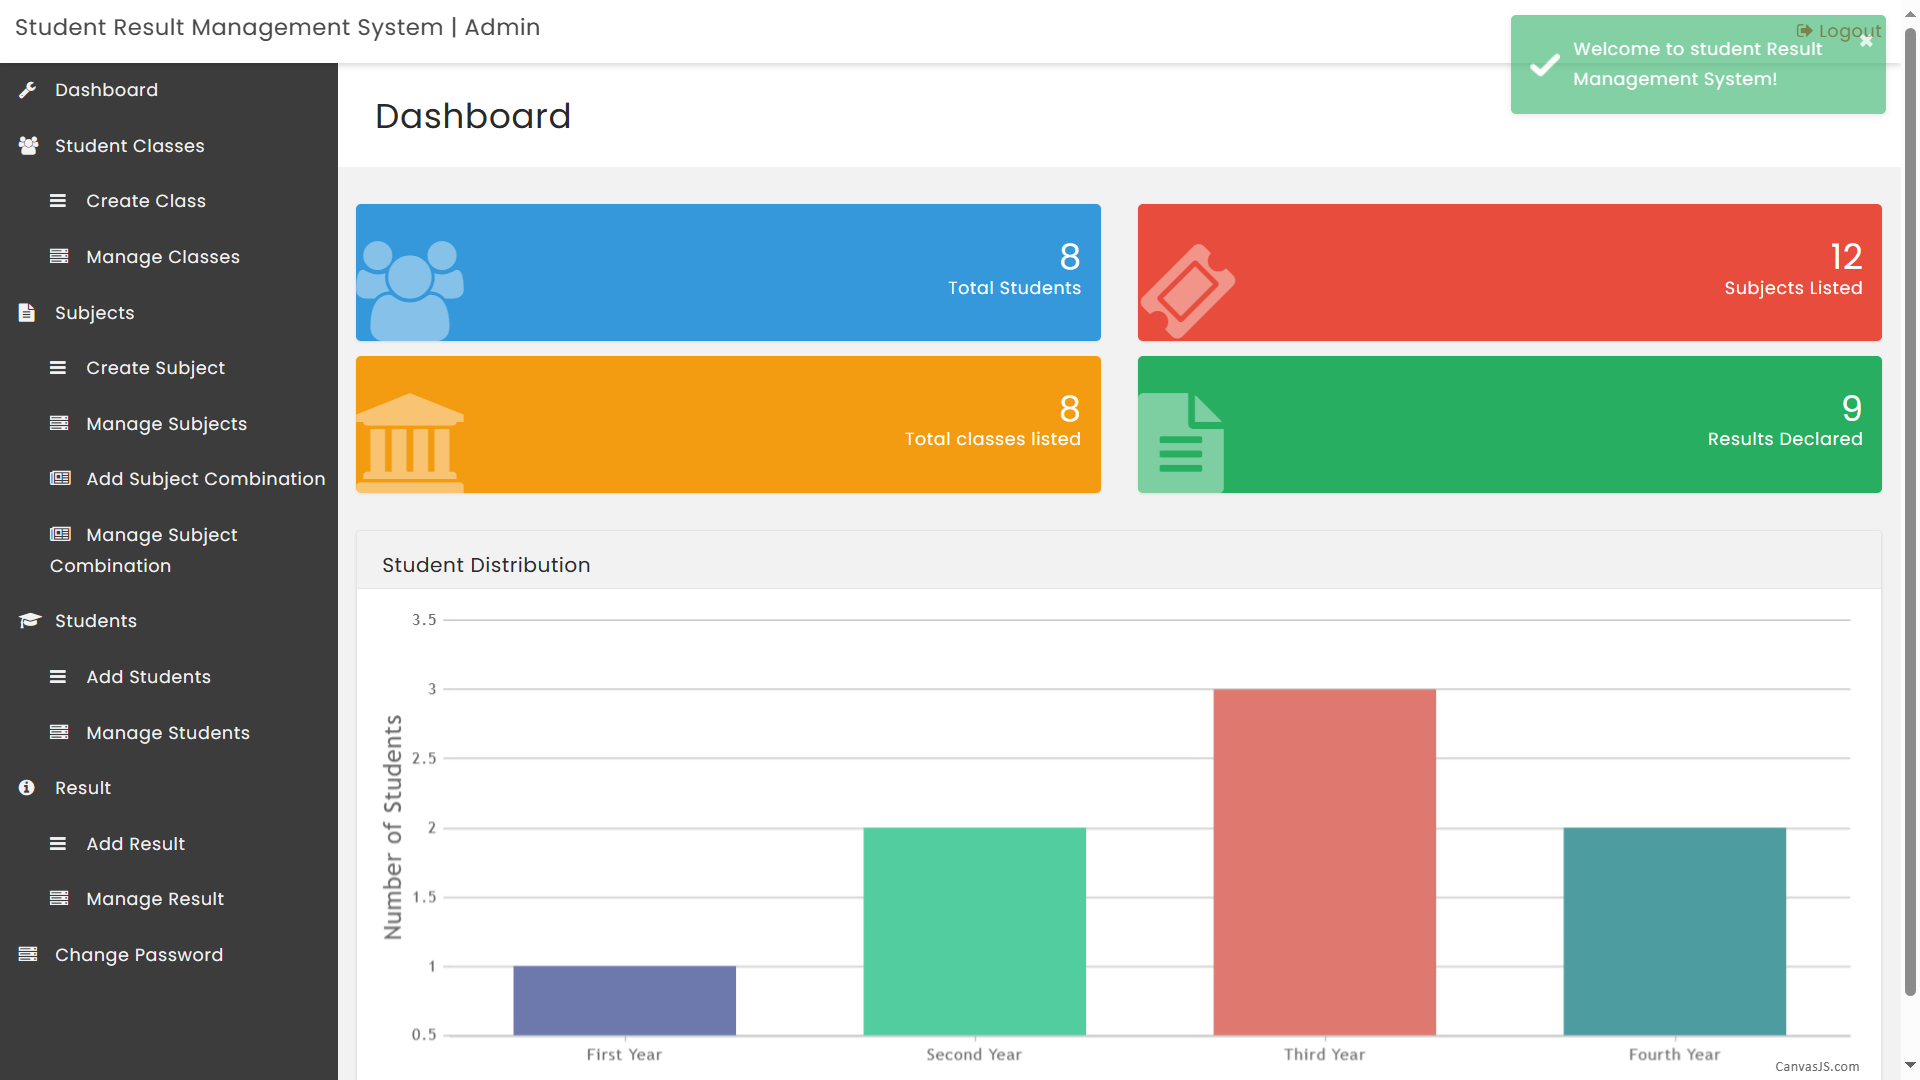 Student Result Management System | Admin
Logout
Welcome to student Result
Management System!
Dashboard
Student Classes
Create Class
Manage Classes
Subjects
Create Subject
Manage Subjects
Add Subject Combination
Manage Subject
Combination
Students
Add Students
Manage Students
Result
Add Result
Manage Result
Change Password
Dashboard
8
Total Students
12
Subjects Listed
8
Total classes listed
9
Results Declared
Student Distribution
Number of Students
3.5
3
2.5
2
1.5
1
0.5
First Year
Second Year
Third Year
Fourth Year
CanvasJS.com